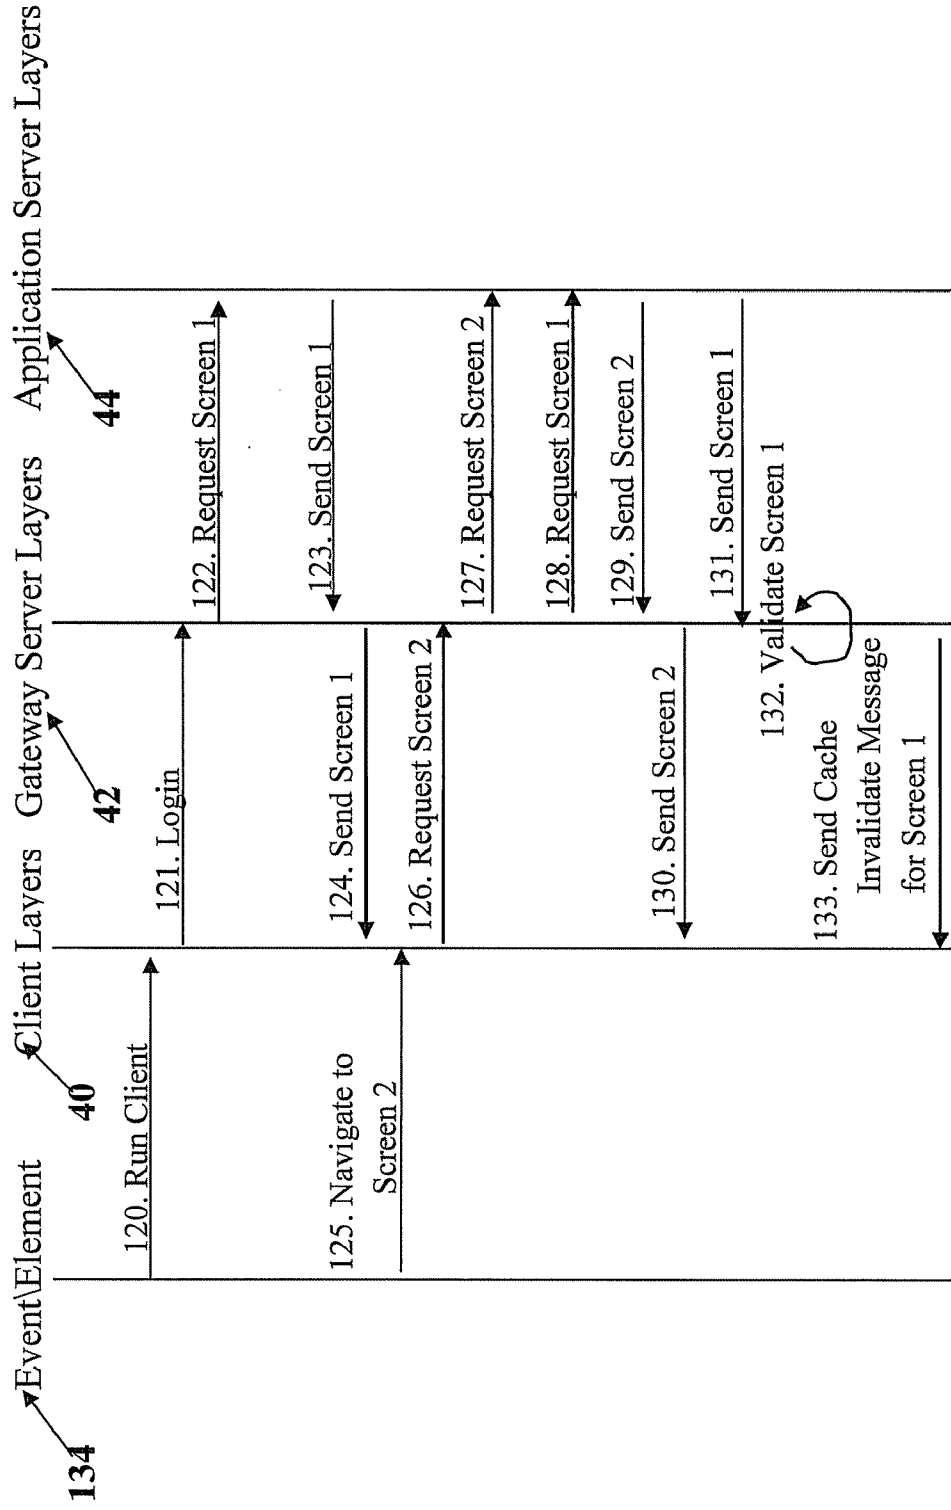 134
Event\Element
40
Client Layers
42
Gateway Server Layers
44
Application Server Layers
120. Run Client
121. Login
122. Request Screen 1
123. Send Screen 1
124. Send Screen 1
125. Navigate to
Screen 2
126. Request Screen 2
127. Request Screen 2
128. Request Screen 1
129. Send Screen 2
130. Send Screen 2
131. Send Screen 1
132. Validate Screen 1
133. Send Cache
Invalidate Message
for Screen 1